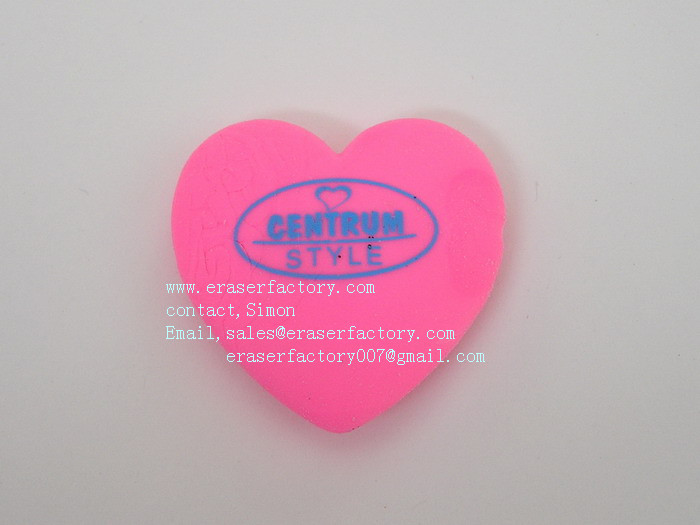 CENTRUM
STYLE
www.eraserfactory.com
contact,Simon
Email,sales@eraserfactory.com
eraserfactory007@gmail.com